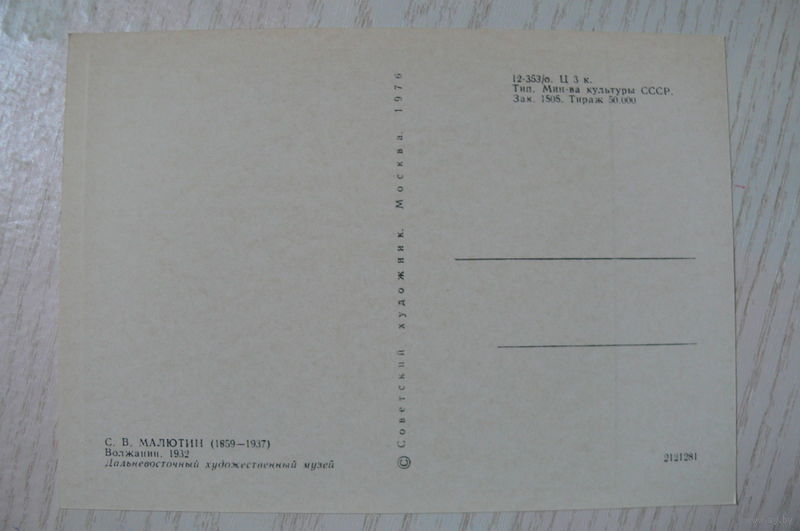 12-353/о. Ц 3 к.
Тип. Мин-ва культуры СССР.
Зак. 1505. Тираж 50.000
© Советский художник. Москва. 1976
С. В. МАЛЮТИН (1859—1937)
Волжанин. 1932
Дальневосточный художественный музей
2121281